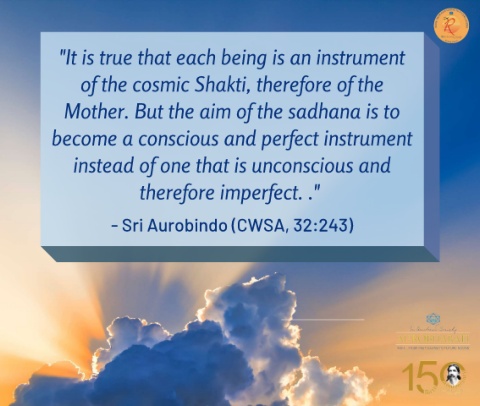 "It is true that each being is an instrument
of the cosmic Shakti, therefore of the
Mother. But the aim of the sadhana is to
become a conscious and perfect instrument
instead of one that is unconscious and
therefore imperfect. ."
- Sri Aurobindo (CWSA, 32:243)
150